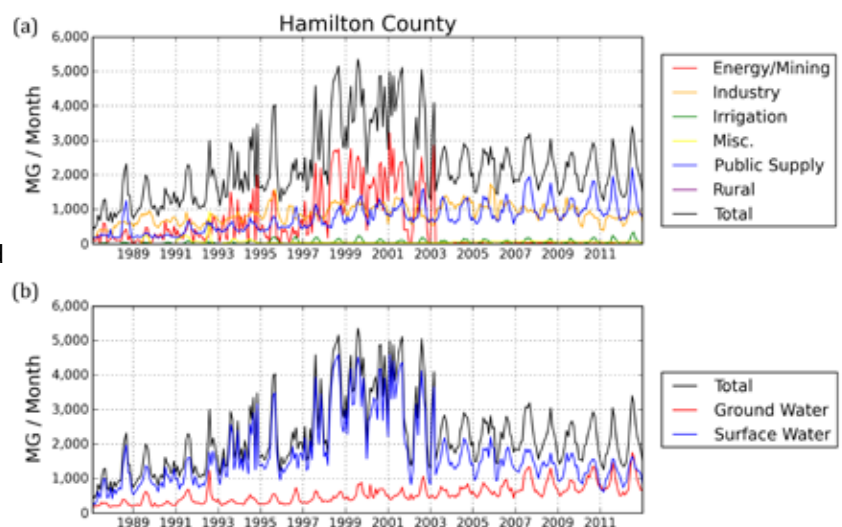 (a)
Hamilton County
6,000
5,000
4,000
3,000
2,000
1,000
0
MG / Month
1989 1991 1993 1995 1997 1999 2001 2003 2005 2007 2009 2011
Energy/Mining
Industry
Irrigation
Misc.
Public Supply
Rural
Total
(b)
6,000
5,000
4,000
3,000
2,000
1,000
0
MG / Month
1989 1991 1993 1995 1997 1999 2001 2003 2005 2007 2009 2011
Total
Ground Water
Surface Water